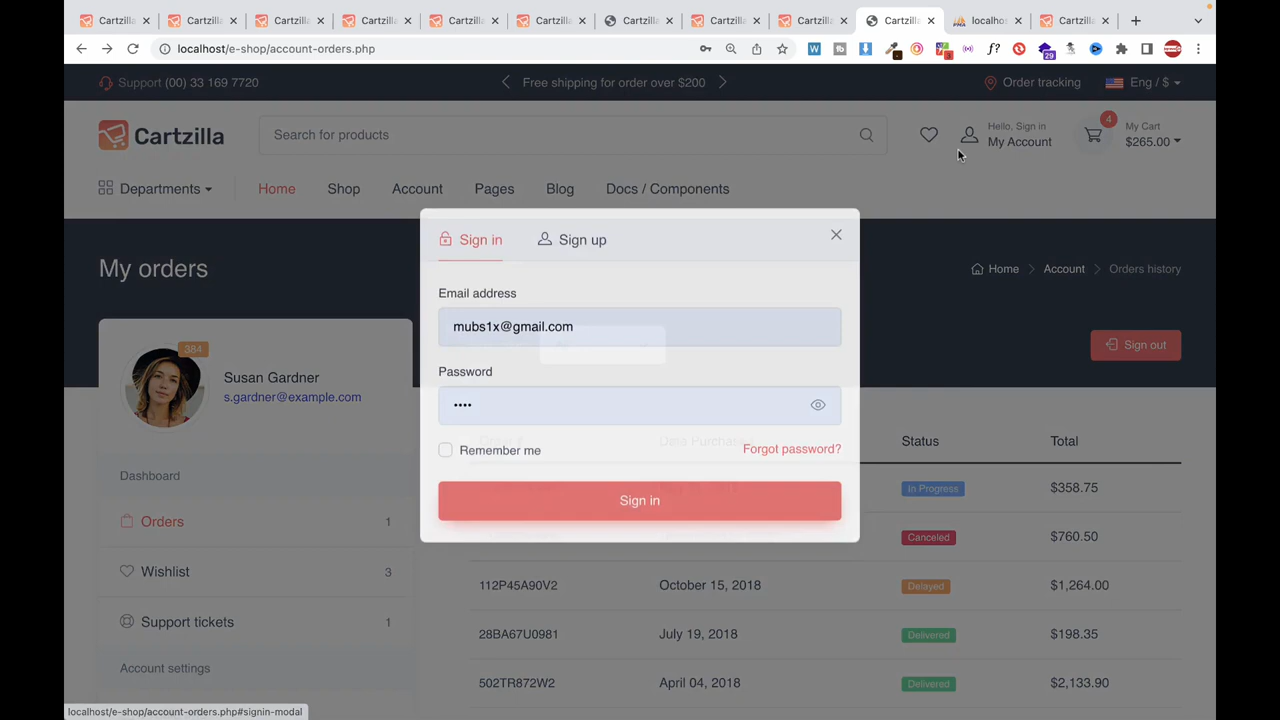 Cartzilla
Cartzilla
Cartzilla
Cartzilla
Cartzilla
Cartzilla
Cartzilla
Cartzilla
Cartzilla
Cartzilla
localhos
Cartzilla
localhost/e-shop/account-orders.php
29
Support (00) 33 169 7720
Free shipping for order over $200
Order tracking
Eng / $
Cartzilla
Search for products
Hello, Sign in
My Account
4
My Cart
$265.00
Departments
Home
Shop
Account
Pages
Blog
Docs / Components
My orders
Home > Account > Orders history
Sign in
Sign up
Email address
mubs1x@gmail.com
Password
••••
Remember me
Forgot password?
Sign in
Sign out
384
Susan Gardner
s.gardner@example.com
Dashboard
Orders 1
Wishlist 3
Support tickets 1
Account settings
Status Total
In Progress $358.75
Canceled $760.50
112P45A90V2 October 15, 2018 Delayed $1,264.00
28BA67U0981 July 19, 2018 Delivered $198.35
502TR872W2 April 04, 2018 Delivered $2,133.90
localhost/e-shop/account-orders.php#signin-modal